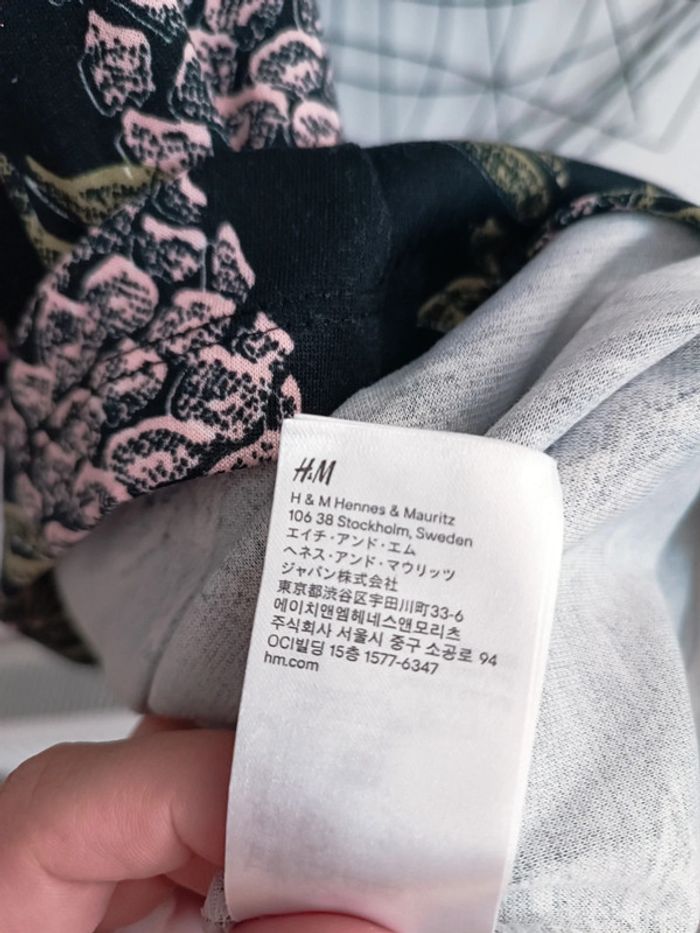 H&M
H & M Hennes & Mauritz
106 38 Stockholm, Sweden
エイチ・アンド・エム
ヘネス・アンド・マウリッツ
ジャパン株式会社
東京都渋谷区宇田川町33-6
에이치앤엠헤네스앤모리츠
주식회사 서울시 중구 소공로 94
OCI빌딩 15층 1577-6347
hm.com